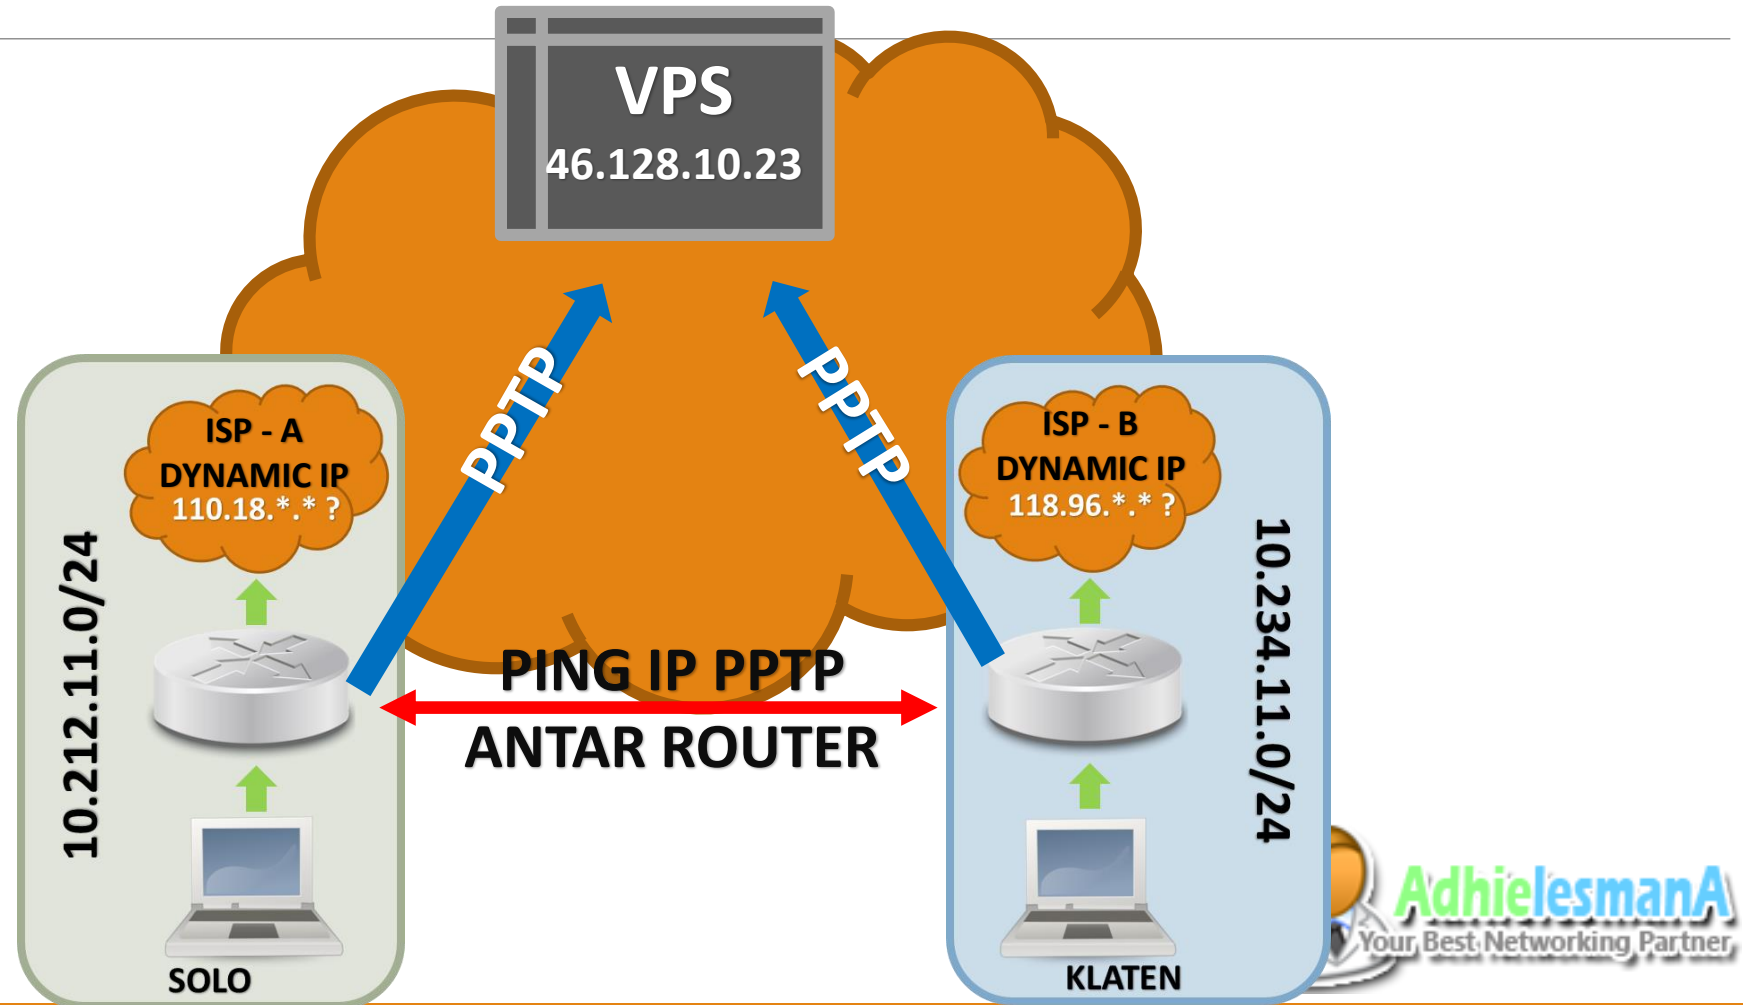 VPS
46.128.10.23
PPTP
PPTP
ISP - A
DYNAMIC IP
110.18.*.* ?
10.212.11.0/24
SOLO
PING IP PPTP
ANTAR ROUTER
ISP - B
DYNAMIC IP
118.96.*.* ?
10.234.11.0/24
KLATEN
AdhielesmanA
Your Best Networking Partner